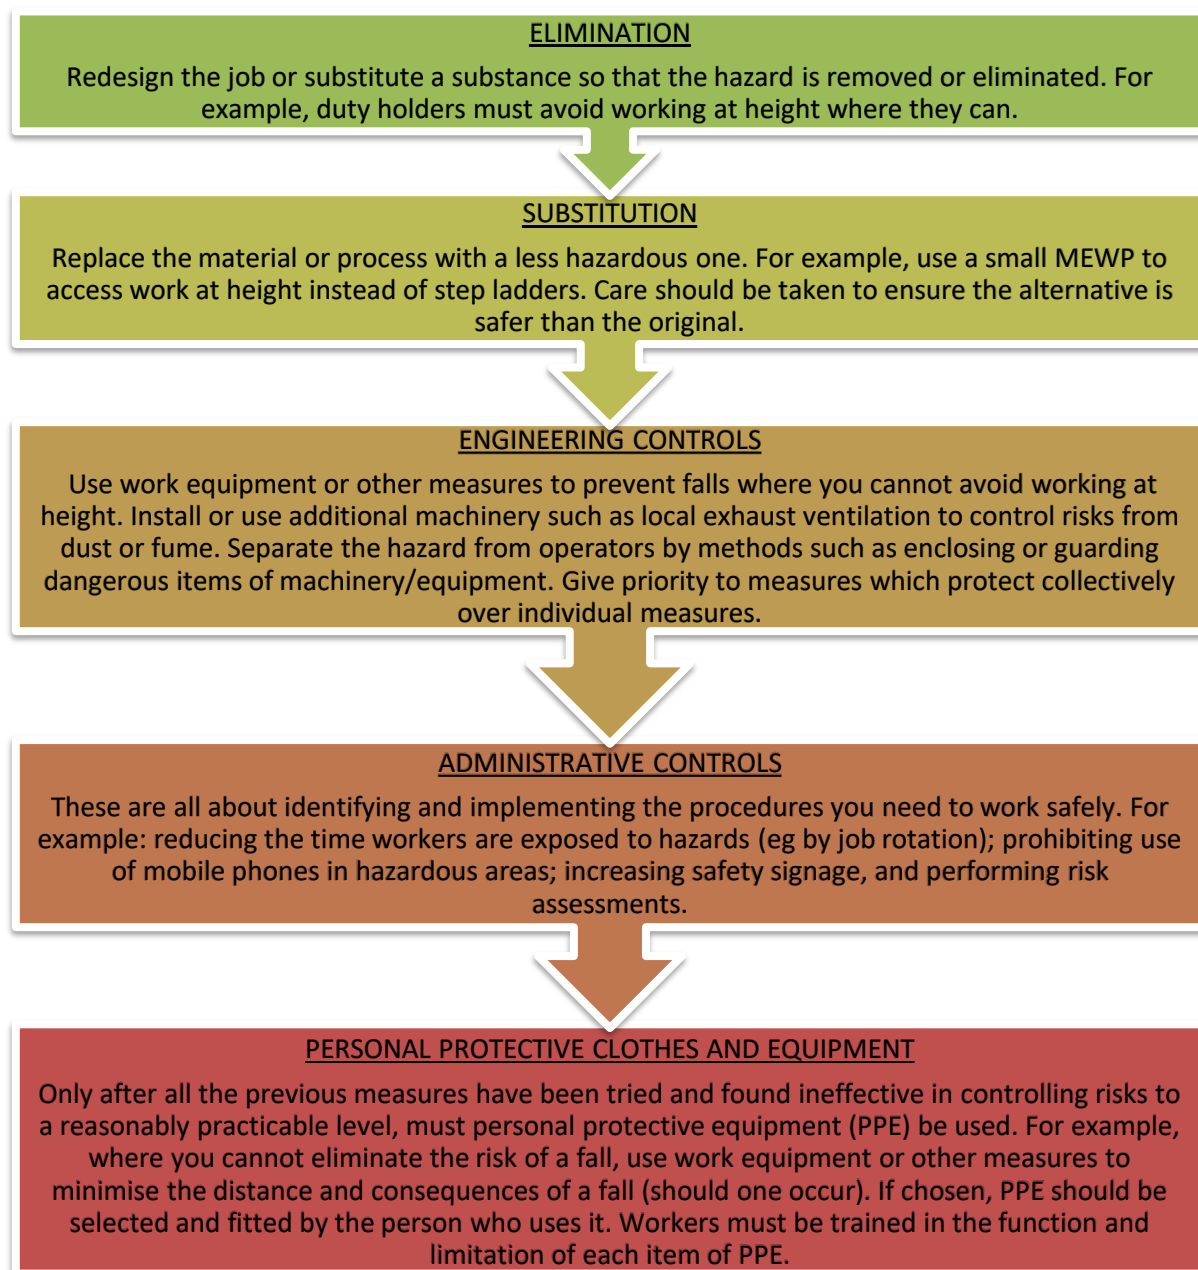 ELIMINATION
Redesign the job or substitute a substance so that the hazard is removed or eliminated. For
example, duty holders must avoid working at height where they can.
SUBSTITUTION
Replace the material or process with a less hazardous one. For example, use a small MEWP to
access work at height instead of step ladders. Care should be taken to ensure the alternative is
safer than the original.
ENGINEERING CONTROLS
Use work equipment or other measures to prevent falls where you cannot avoid working at
height. Install or use additional machinery such as local exhaust ventilation to control risks from
dust or fume. Separate the hazard from operators by methods such as enclosing or guarding
dangerous items of machinery/equipment. Give priority to measures which protect collectively
over individual measures.
ADMINISTRATIVE CONTROLS
These are all about identifying and implementing the procedures you need to work safely. For
example: reducing the time workers are exposed to hazards (eg by job rotation); prohibiting use
of mobile phones in hazardous areas; increasing safety signage, and performing risk
assessments.
PERSONAL PROTECTIVE CLOTHES AND EQUIPMENT
Only after all the previous measures have been tried and found ineffective in controlling risks to
a reasonably practicable level, must personal protective equipment (PPE) be used. For example,
where you cannot eliminate the risk of a fall, use work equipment or other measures to
minimise the distance and consequences of a fall (should one occur). If chosen, PPE should be
selected and fitted by the person who uses it. Workers must be trained in the function and
limitation of each item of PPE.